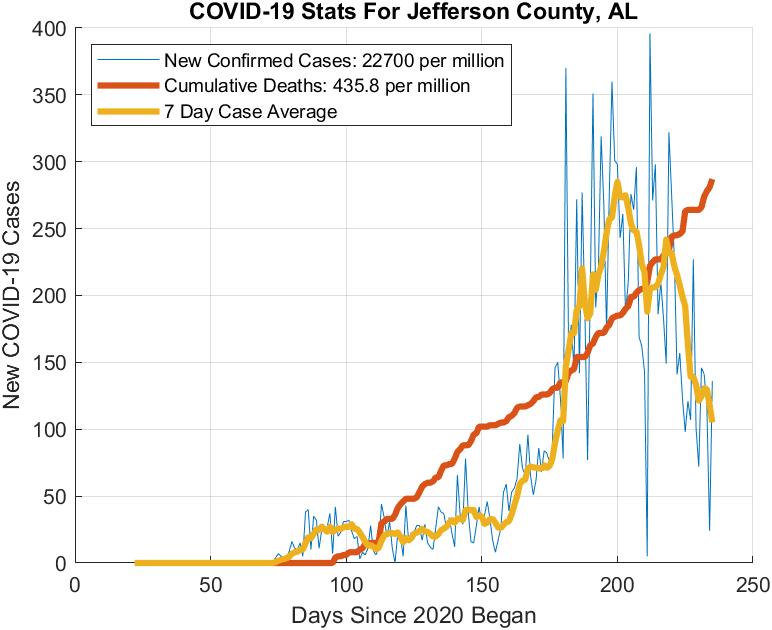 COVID-19 Stats For Jefferson County, AL
400
350
300
250
200
150
100
50
0
New COVID-19 Cases
New Confirmed Cases: 22700 per million
Cumulative Deaths: 435.8 per million
7 Day Case Average
0 50 100 150 200 250
Days Since 2020 Began